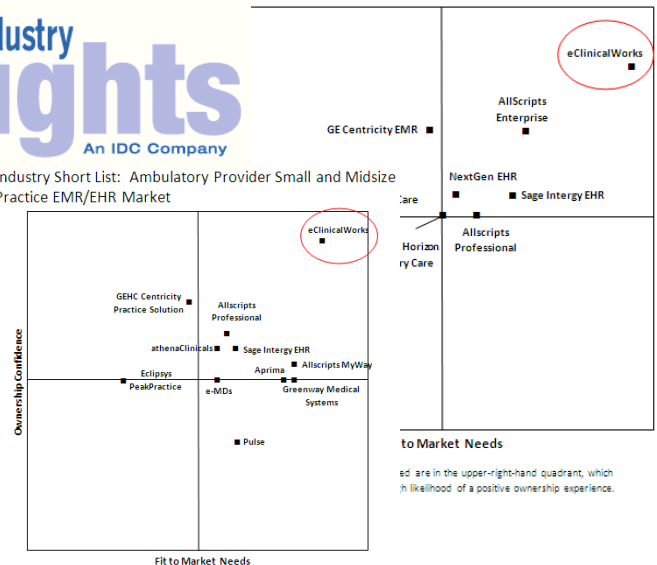 dustry
ights
An IDC Company
ndustry Short List: Ambulatory Provider Small and Midsize
Practice EMR/EHR Market
eClinicalWorks
GEHC Centricity
Practice Solution
Allscripts
Professional
athenaClinicals
Sage Intergy EHR
Aprima
Allscripts MyWay
Eclipsys
PeakPractice
e-MDs
Greenway Medical
Systems
Pulse
Ownership Confidence
Fit to Market Needs
eClinicalWorks
AllScripts
Enterprise
GE Centricity EMR
NextGen EHR
Sage Intergy EHR
Care
Horizon
ry Care
Allscripts
Professional
to Market Needs
ed are in the upper-right-hand quadrant, which
h likelihood of a positive ownership experience.